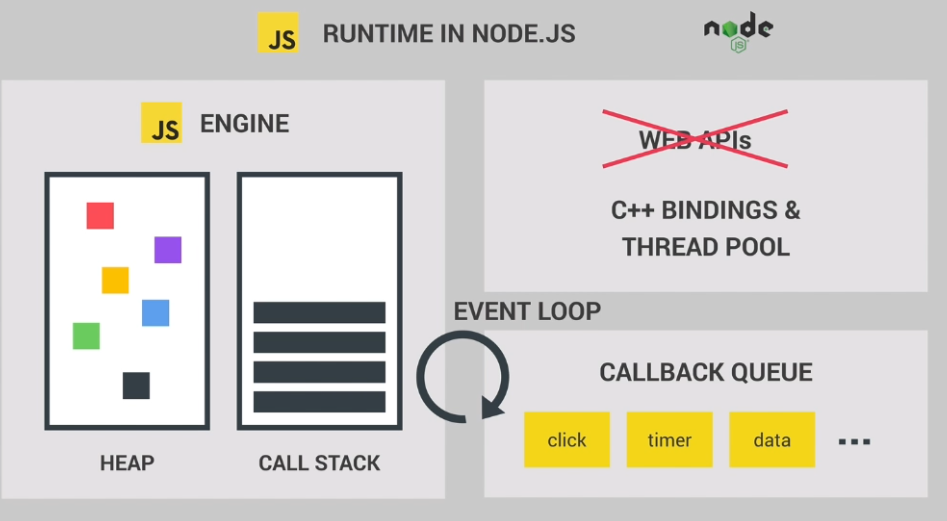 JS RUNTIME IN NODE.JS
node
JS
JS ENGINE
HEAP
CALL STACK
WEB APIs
C++ BINDINGS &
THREAD POOL
EVENT LOOP
CALLBACK QUEUE
click timer data ...